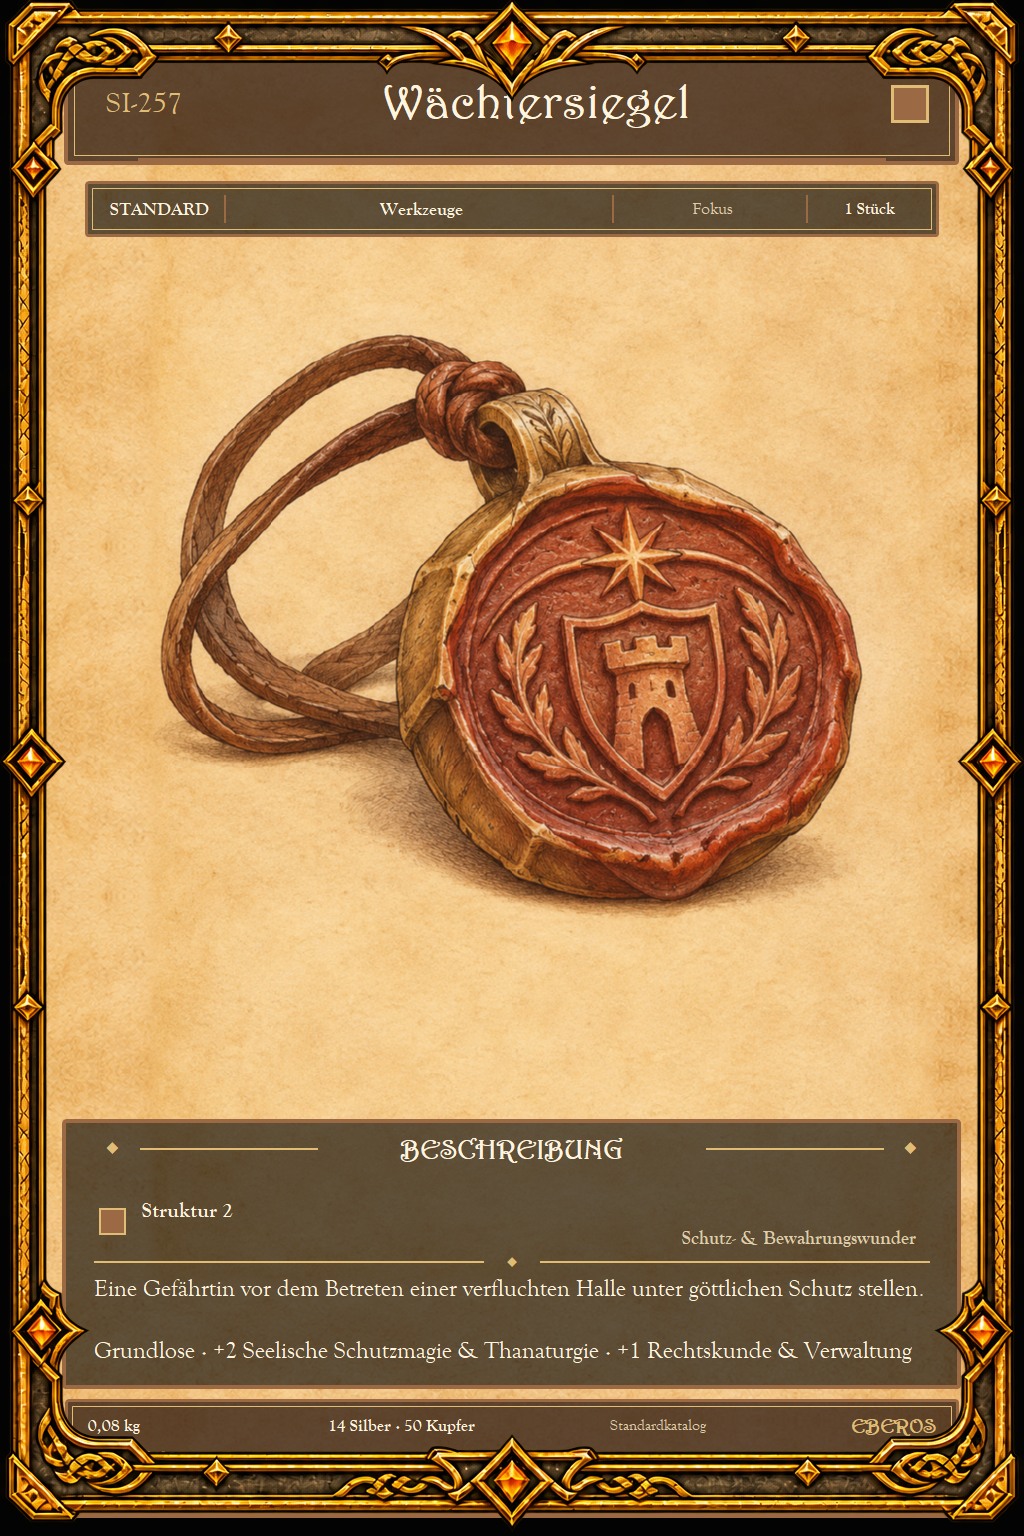 SI-257
Wächtersiegel
STANDARD
Werkzeuge
Fokus
1 Stück
BESCHREIBUNG
Struktur 2
Schutz- & Bewahrungswunder
Eine Gefährtin vor dem Betreten einer verfluchten Halle unter göttlichen Schutz stellen.
Grundlose · +2 Seelische Schutzmagie & Thanaturgie · +1 Rechtskunde & Verwaltung
0,08 kg
14 Silber · 50 Kupfer
Standardkatalog
EBEROS